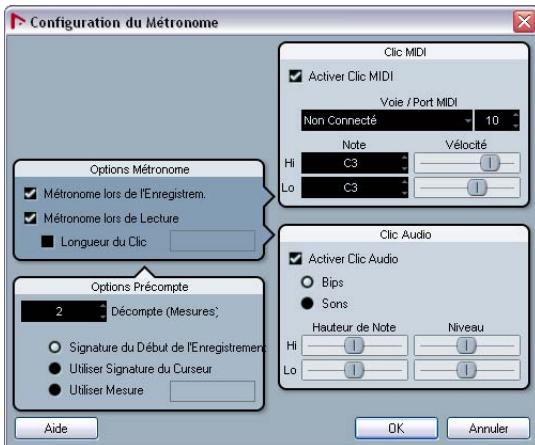 Configuration du Métronome
Clic MIDI
Activer Clic MIDI
Voie / Port MIDI
Non Connecté 10
Note Vélocité
Hi C3
Lo C3
Options Métronome
Métronome lors de l'Enregistrem.
Métronome lors de Lecture
Longueur du Clic
Options Précompte
2 Décompte (Mesures)
Signature du Début de l'Enregistrement
Utiliser Signature du Curseur
Utiliser Mesure
Clic Audio
Activer Clic Audio
Bips
Sons
Hauteur de Note Niveau
Hi
Lo
Aide OK Annuler